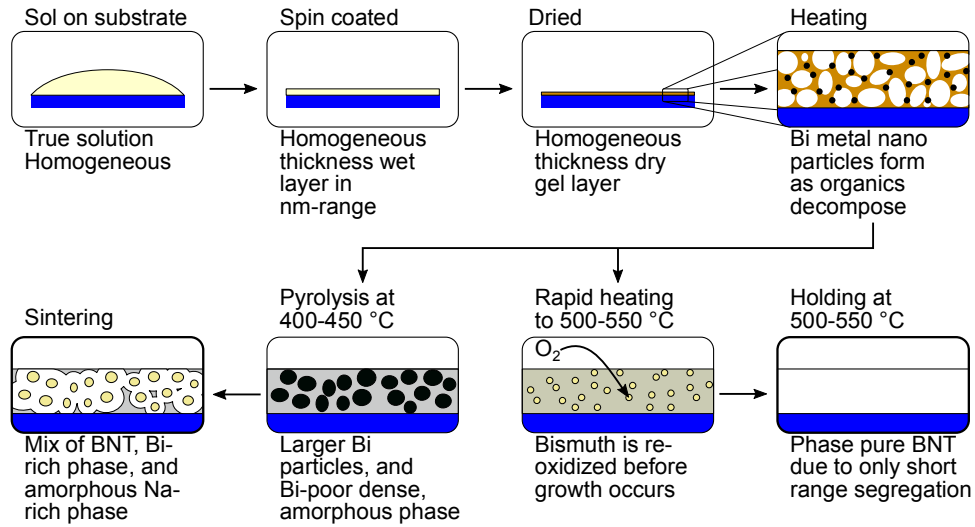 Sol on substrate
True solution
Homogeneous
Spin coated
Homogeneous
thickness wet
layer in
nm-range
Dried
Homogeneous
thickness dry
gel layer
Heating
Bi metal nano
particles form
as organics
decompose
Pyrolysis at
400-450 °C
Larger Bi
particles, and
Bi-poor dense,
amorphous phase
Sintering
Mix of BNT, Bi-
rich phase, and
amorphous Na-
rich phase
Rapid heating
to 500-550 °C
O₂
Bismuth is re-
oxidized before
growth occurs
Holding at
500-550 °C
Phase pure BNT
due to only short
range segregation